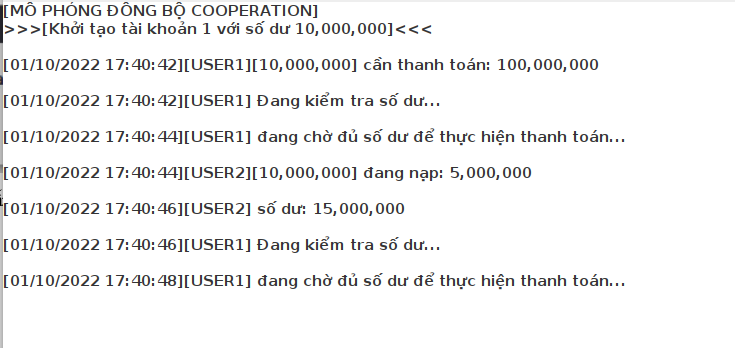 [MÔ PHỎNG ĐỒNG BỘ COOPERATION]
>>>[Khởi tạo tài khoản 1 với số dư 10,000,000]<<<
[01/10/2022 17:40:42][USER1][10,000,000] cần thanh toán: 100,000,000
[01/10/2022 17:40:42][USER1] Đang kiểm tra số dư...
[01/10/2022 17:40:44][USER1] đang chờ đủ số dư để thực hiện thanh toán...
[01/10/2022 17:40:44][USER2][10,000,000] đang nạp: 5,000,000
[01/10/2022 17:40:46][USER2] số dư: 15,000,000
[01/10/2022 17:40:46][USER1] Đang kiểm tra số dư...
[01/10/2022 17:40:48][USER1] đang chờ đủ số dư để thực hiện thanh toán...